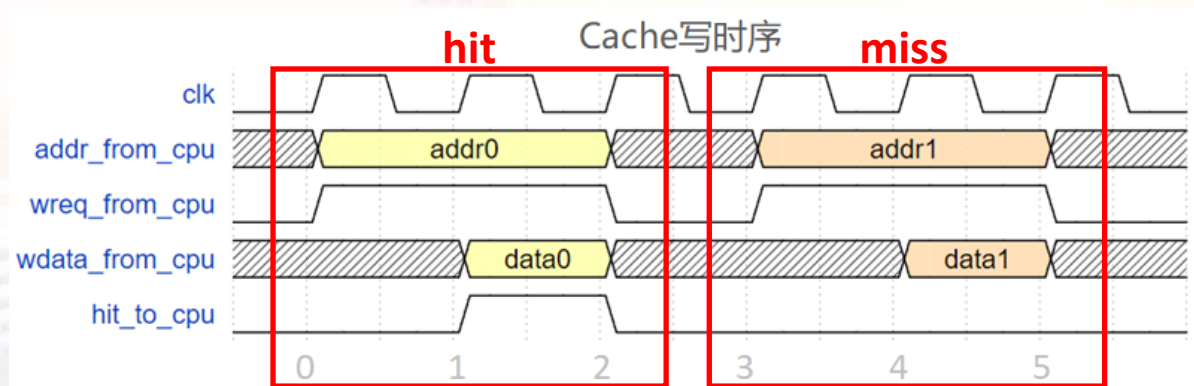 Cache写时序
hit
miss
clk
addr_from_cpu
addr0
addr1
wreq_from_cpu
wdata_from_cpu
data0
data1
hit_to_cpu
0 1 2 3 4 5